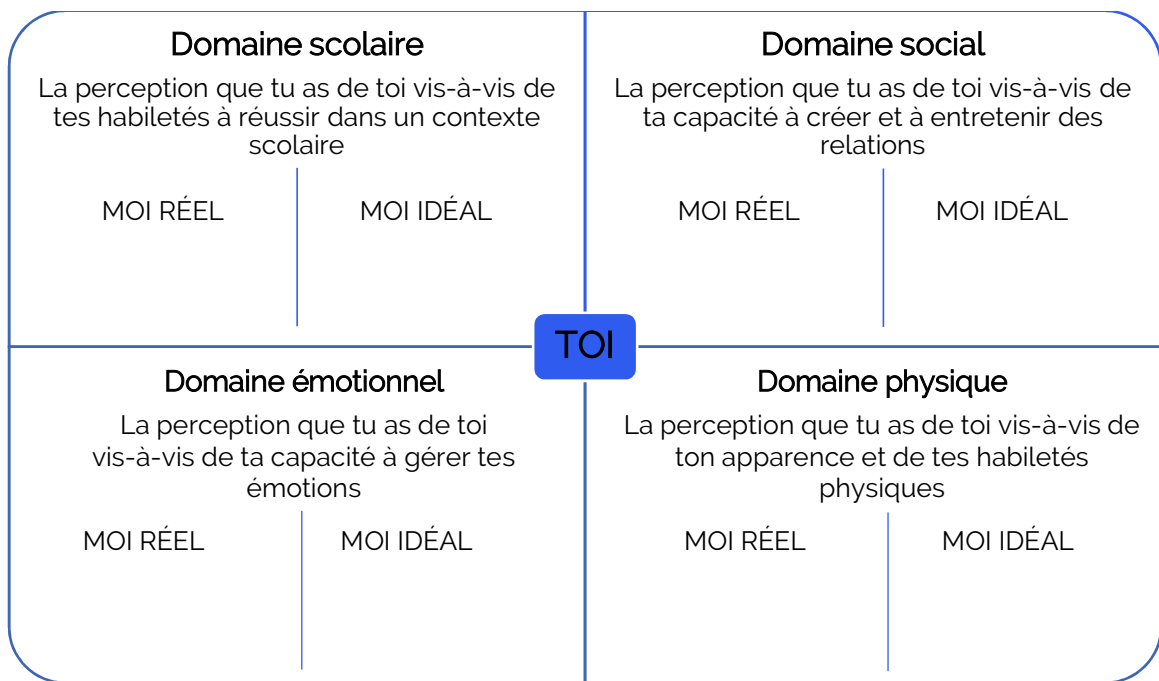 Domaine scolaire
La perception que tu as de toi vis-à-vis de
tes habiletés à réussir dans un contexte
scolaire
MOI RÉEL
MOI IDÉAL
Domaine social
La perception que tu as de toi vis-à-vis de
ta capacité à créer et à entretenir des
relations
MOI RÉEL
MOI IDÉAL
TOI
Domaine émotionnel
La perception que tu as de toi
vis-à-vis de ta capacité à gérer tes
émotions
MOI RÉEL
MOI IDÉAL
Domaine physique
La perception que tu as de toi vis-à-vis de
ton apparence et de tes habiletés
physiques
MOI RÉEL
MOI IDÉAL